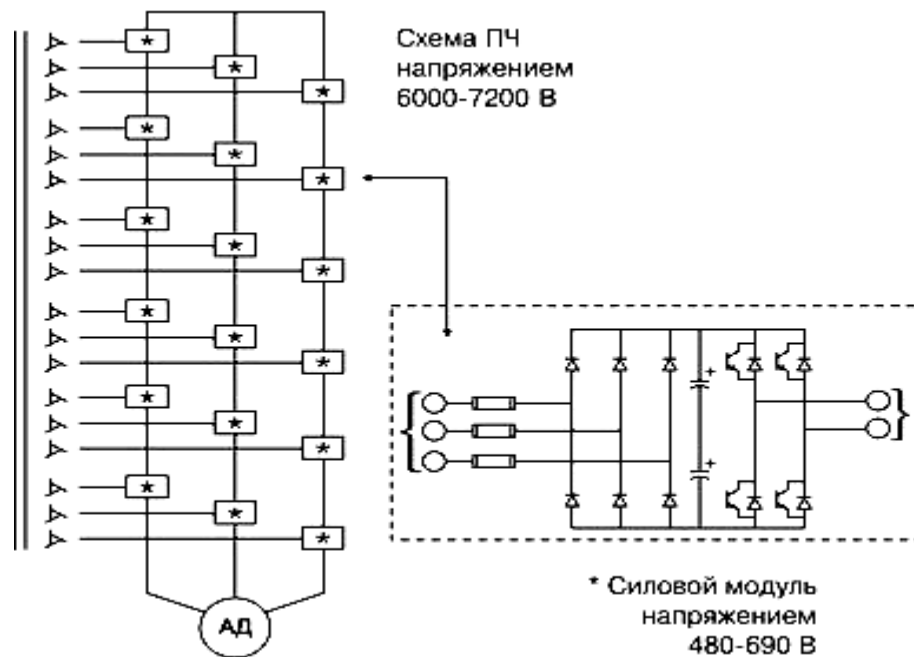 Схема ПЧ
напряжением
6000-7200 В
* Силовой модуль
напряжением
480-690 В
АД